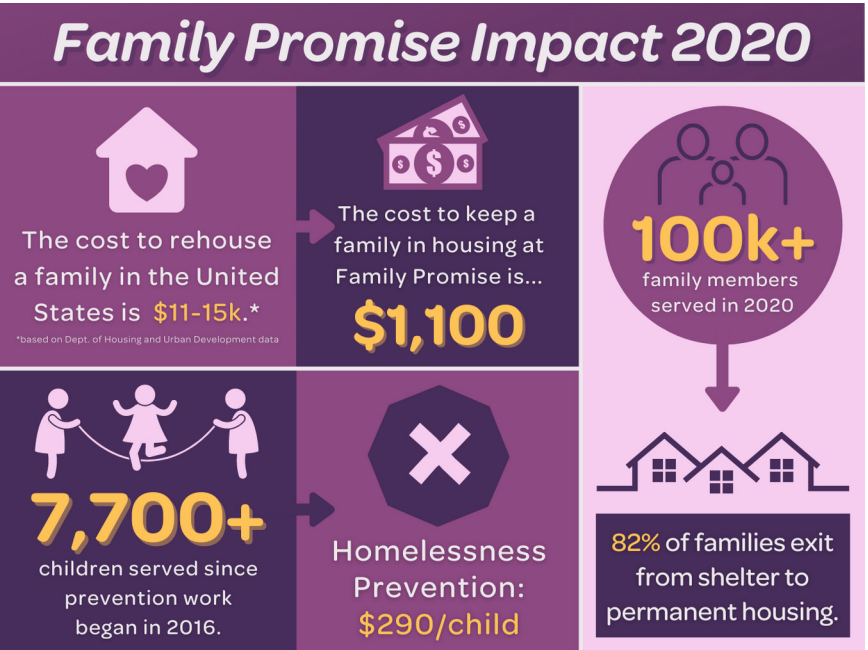 Family Promise Impact 2020
The cost to rehouse
a family in the United
States is $11-15k.*
*based on Dept. of Housing and Urban Development data
$
$
$
$
The cost to keep a
family in housing at
Family Promise is...
$1,100
7,700+
children served since
prevention work
began in 2016.
Homelessness
Prevention:
$290/child
100k+
family members
served in 2020
82% of families exit
from shelter to
permanent housing.